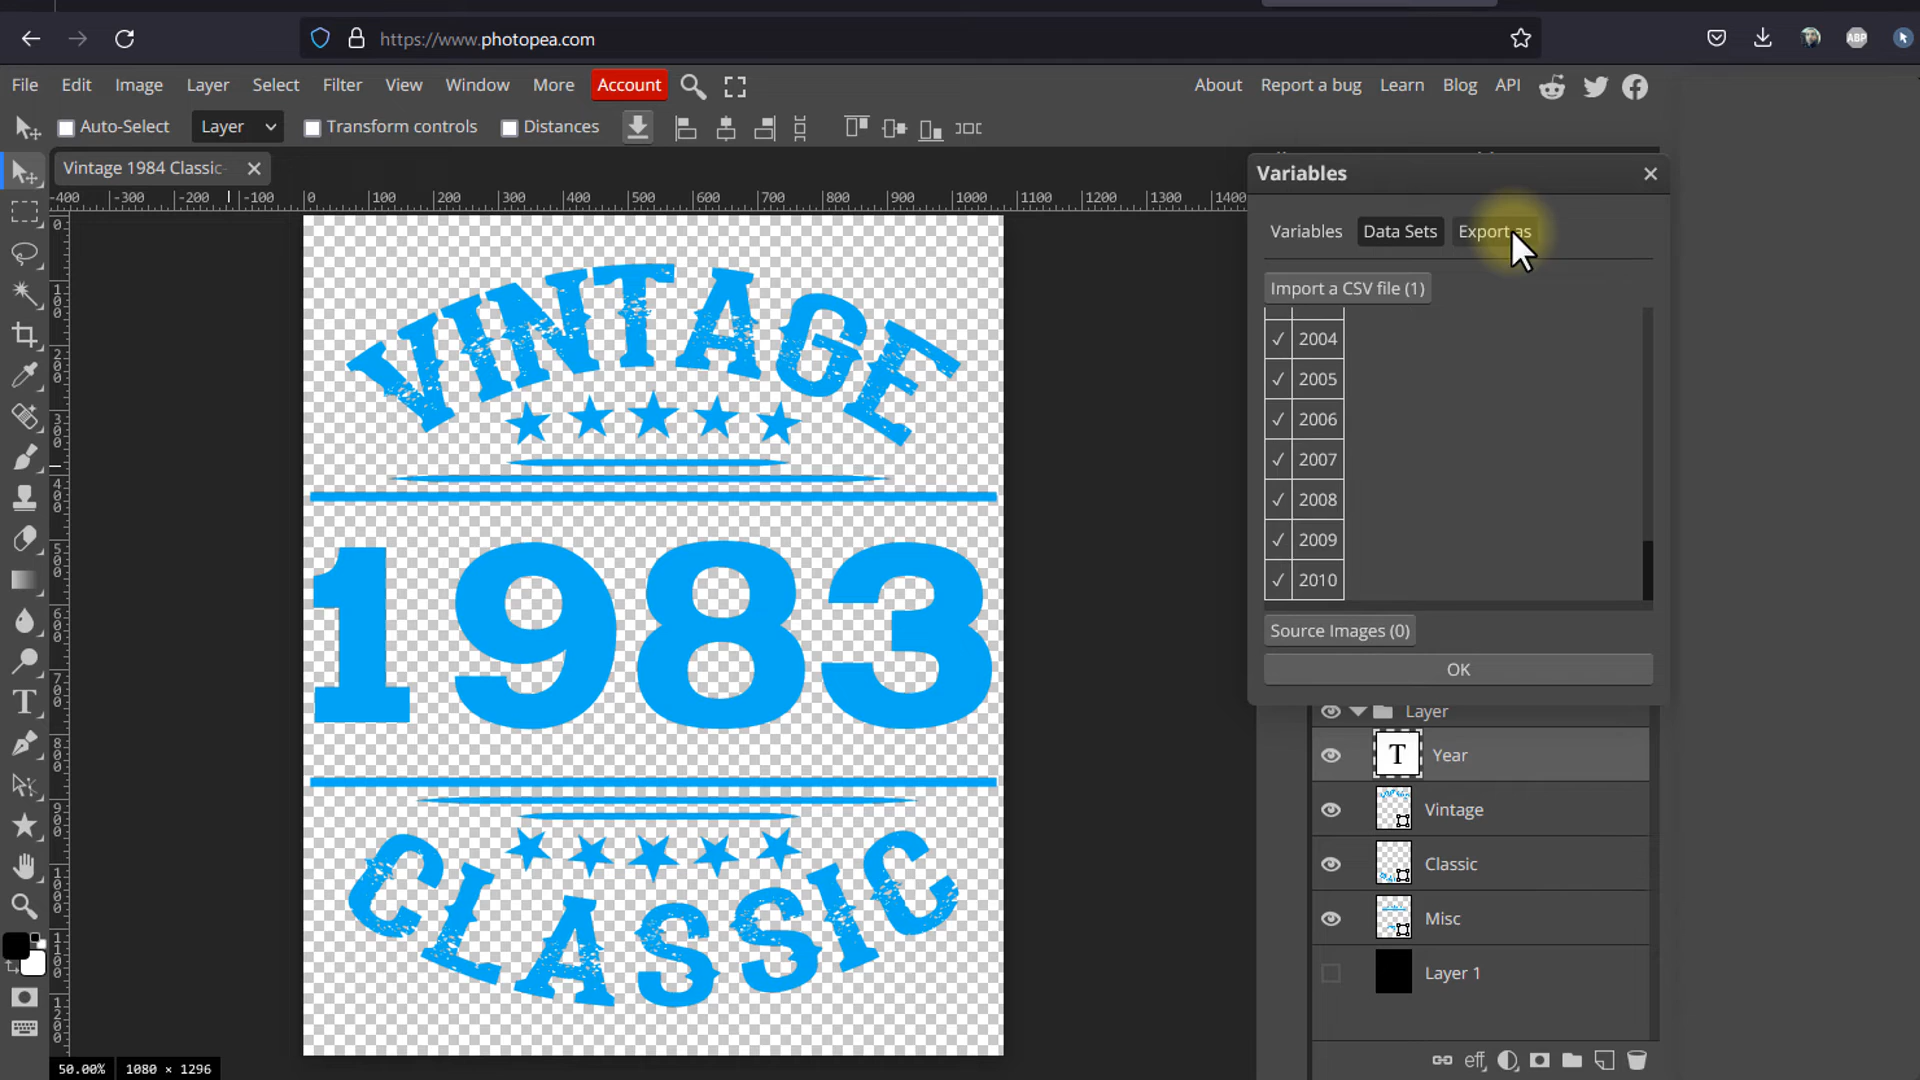 https://www.photopea.com
ABP
File Edit Image Layer Select Filter View Window More Account
About Report a bug Learn Blog API
Auto-Select Layer Transform controls Distances
Vintage 1984 Classic-
-400 -300 -200 -100 0 100 200 300 400 500 600 700 800 900 1000 1100 1200 1300 1400
Variables
Variables Data Sets Export as
Import a CSV file (1)
✓ 2004
✓ 2005
✓ 2006
✓ 2007
✓ 2008
✓ 2009
✓ 2010
Source Images (0)
OK
VINTAGE
1983
CLASSIC
Layer
T Year
Vintage
Classic
Misc
Layer 1
eff
50.00% 1080 × 1296